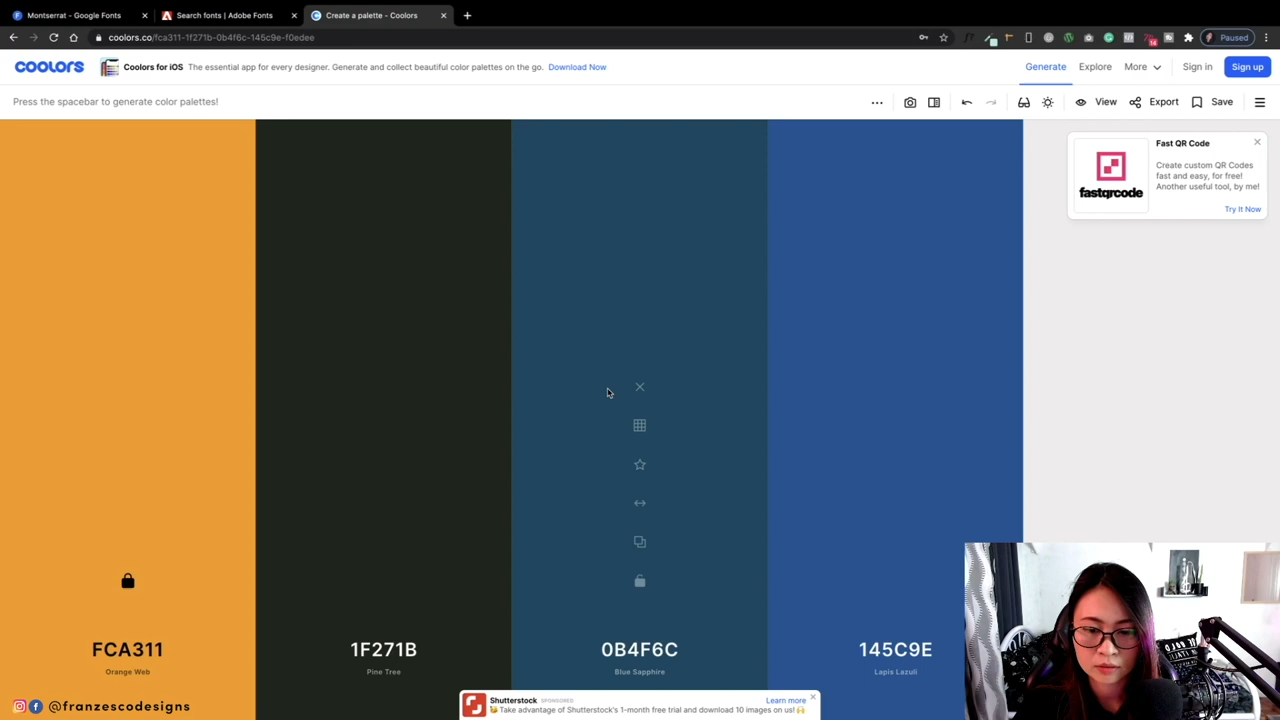 Montserrat - Google Fonts
Search fonts | Adobe Fonts
Create a palette - Coolors
coolors.co/fca311-1f271b-0b4f6c-145c9e-f0edee
Paused
coolors
Coolors for iOS The essential app for every designer. Generate and collect beautiful color palettes on the go. Download Now
Generate Explore More Sign in Sign up
Press the spacebar to generate color palettes!
View Export Save
Fast QR Code
Create custom QR Codes
fast and easy, for free!
Another useful tool, by me!
Try It Now
fastqrcode
FCA311
Orange Web
1F271B
Pine Tree
0B4F6C
Blue Sapphire
145C9E
Lapis Lazuli
Shutterstock SPONSORED Learn more
Take advantage of Shutterstock's 1-month free trial and download 10 images on us!
@franzescodesigns